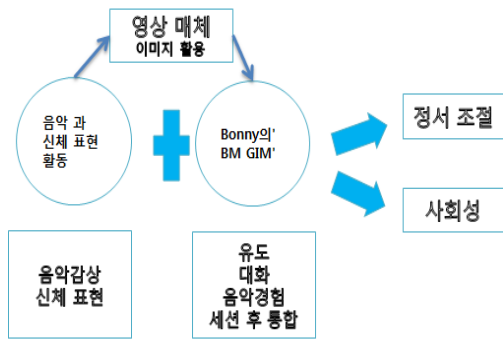 영상 매체
이미지 활용
음악 과
신체 표현
활동
Bonny의'
BM GIM'
정서 조절
사회성
음악감상
신체 표현
유도
대화
음악경험
세션 후 통합